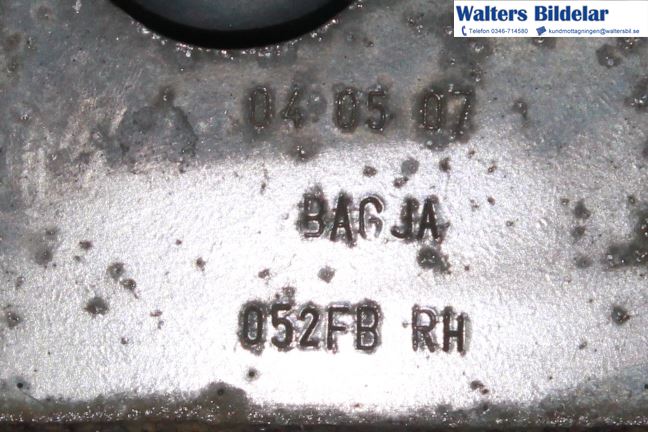 Walters Bildelar
Telefon 0346-714580 kundmottagningen@waltersbil.se
04 05 07
BAGJA
052FB RH